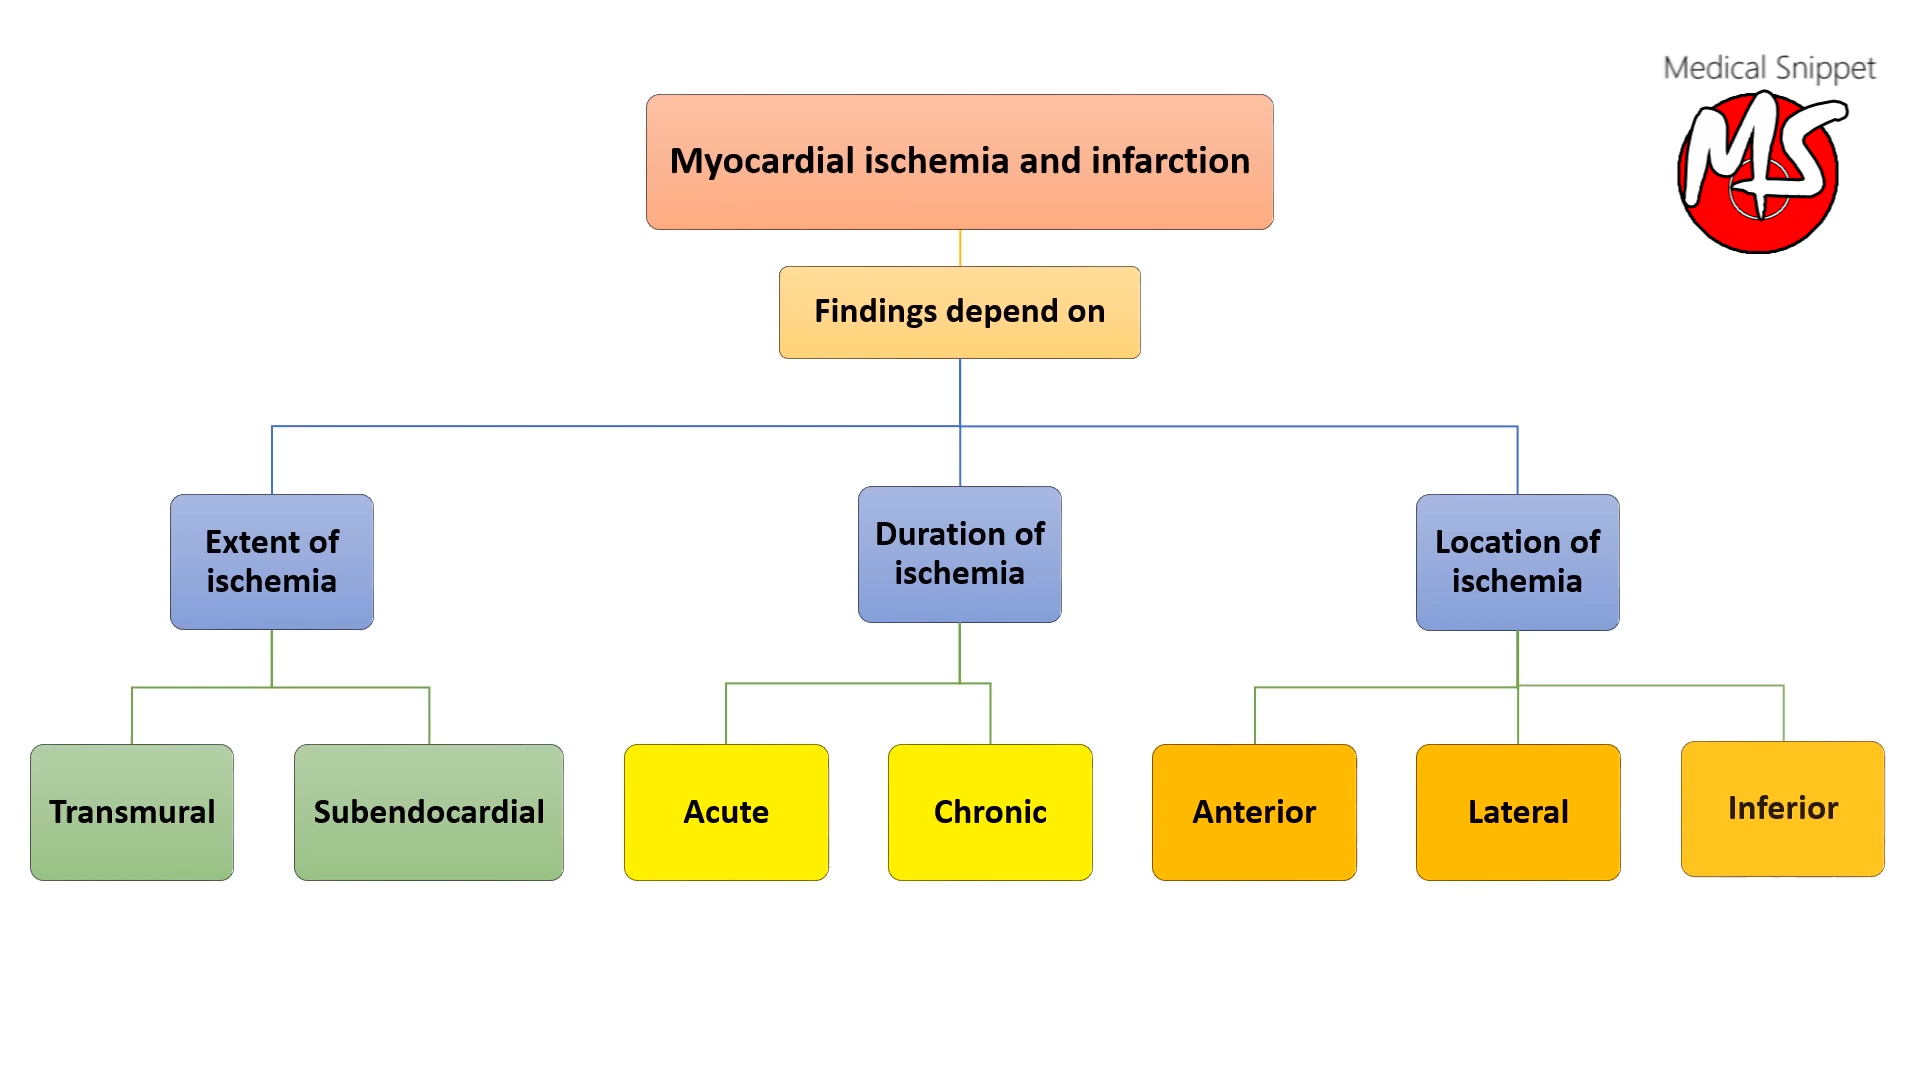 Medical Snippet
MS
Myocardial ischemia and infarction
Findings depend on
Extent of
ischemia
Duration of
ischemia
Location of
ischemia
Transmural
Subendocardial
Acute
Chronic
Anterior
Lateral
Inferior